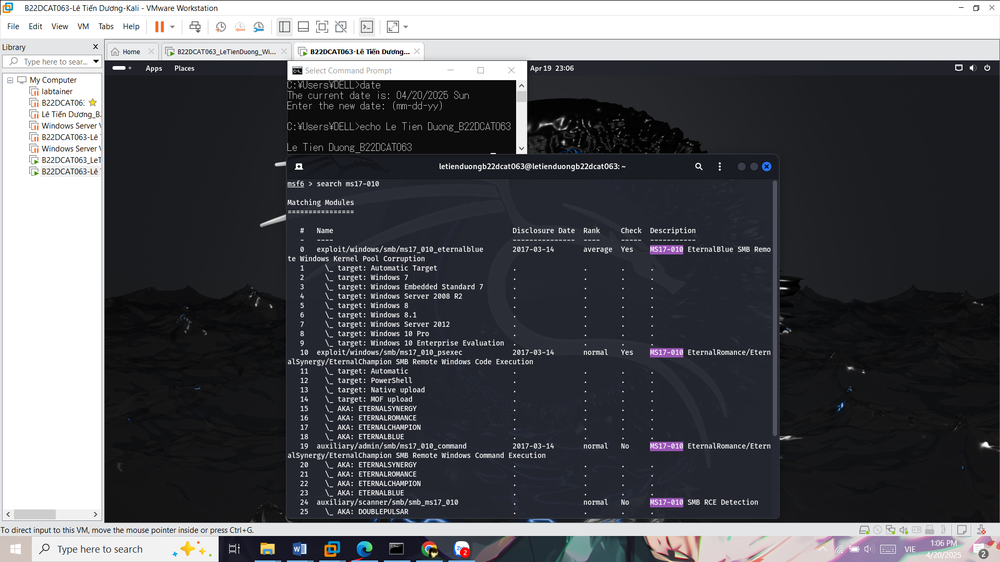 B22DCAT063-Lê Tiến Dương-Kali - VMware Workstation
File Edit View VM Tabs Help
Library
Type here to sear...
Home
B22DCAT063_LeTienDuong_Wi...
B22DCAT063-Lê Tiến Dương...
My Computer
labtainer
B22DCAT06
Lê Tiến Dương_B
Windows Server
B22DCAT063-Lê
Windows Server
B22DCAT063_LeT
B22DCAT063-Lê
Apps Places
Apr 19 23:06
Select Command Prompt
C:¥Users¥DELL>date
The current date is: 04/20/2025 Sun
Enter the new date: (mm-dd-yy)
C:¥Users¥DELL>echo Le Tien Duong_B22DCAT063
Le Tien Duong_B22DCAT063
letienduongb22dcat063@letienduongb22dcat063: ~
msf6 > search ms17-010
Matching Modules
================
# Name Disclosure Date Rank Check Description
- ---- --------------- ---- ----- -----------
0 exploit/windows/smb/ms17_010_eternalblue 2017-03-14 average Yes MS17-010 EternalBlue SMB Remo
te Windows Kernel Pool Corruption
1 \_ target: Automatic Target . . . .
2 \_ target: Windows 7 . . . .
3 \_ target: Windows Embedded Standard 7 . . . .
4 \_ target: Windows Server 2008 R2 . . . .
5 \_ target: Windows 8 . . . .
6 \_ target: Windows 8.1 . . . .
7 \_ target: Windows Server 2012 . . . .
8 \_ target: Windows 10 Pro . . . .
9 \_ target: Windows 10 Enterprise Evaluation . . . .
10 exploit/windows/smb/ms17_010_psexec 2017-03-14 normal Yes MS17-010 EternalRomance/Etern
alSynergy/EternalChampion SMB Remote Windows Code Execution
11 \_ target: Automatic . . . .
12 \_ target: PowerShell . . . .
13 \_ target: Native upload . . . .
14 \_ target: MOF upload . . . .
15 \_ AKA: ETERNALSYNERGY . . . .
16 \_ AKA: ETERNALROMANCE . . . .
17 \_ AKA: ETERNALCHAMPION . . . .
18 \_ AKA: ETERNALBLUE . . . .
19 auxiliary/admin/smb/ms17_010_command 2017-03-14 normal No MS17-010 EternalRomance/Etern
alSynergy/EternalChampion SMB Remote Windows Command Execution
20 \_ AKA: ETERNALSYNERGY . . . .
21 \_ AKA: ETERNALROMANCE . . . .
22 \_ AKA: ETERNALCHAMPION . . . .
23 \_ AKA: ETERNALBLUE . . . .
24 auxiliary/scanner/smb/smb_ms17_010 . normal No MS17-010 SMB RCE Detection
25 \_ AKA: DOUBLEPULSAR . . . .
To direct input to this VM, move the mouse pointer inside or press Ctrl+G.
Type here to search
2
VIE
1:06 PM
4/20/2025
2